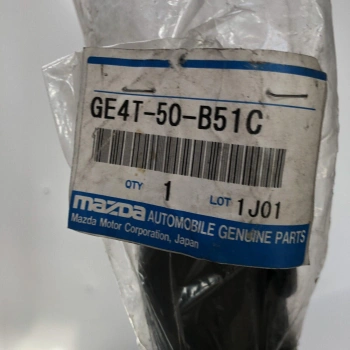 GE4T-50-B51C
QTY 1 LOT 1J01
mazda AUTOMOBILE GENUINE PARTS
Mazda Motor Corporation, Japan